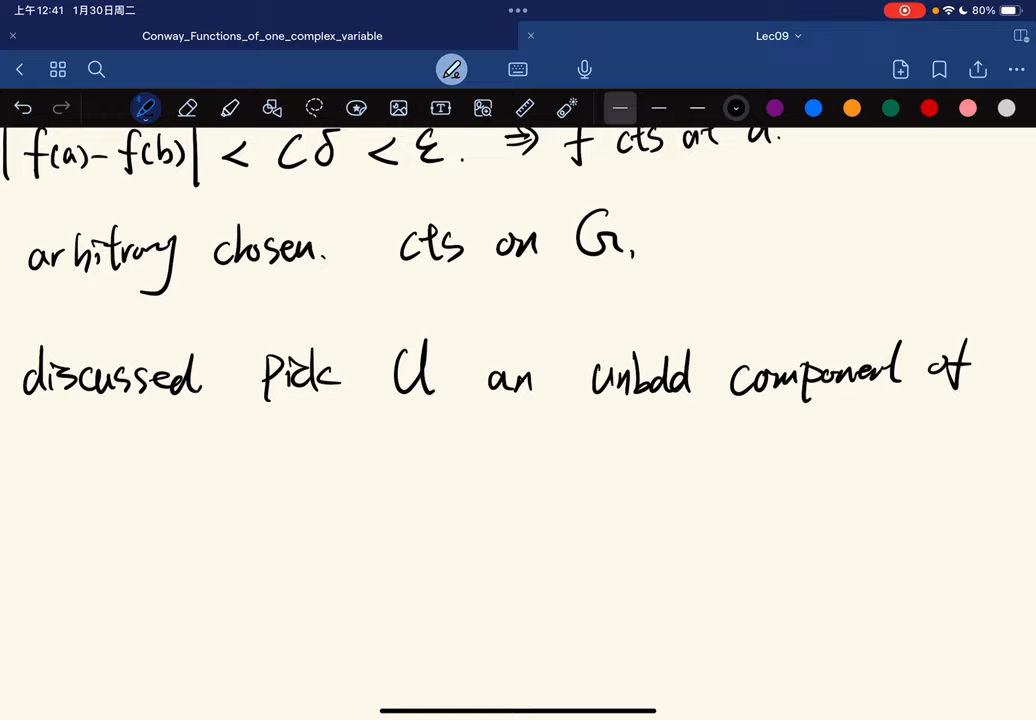 上午12:41 1月30日周二
80%
Conway_Functions_of_one_complex_variable
Lec09
|f(a)-f(b)| < Cδ < ε. ⇒ f cts at a.
arbitrary chosen. cts on G,
discussed pick U an unbdd component of